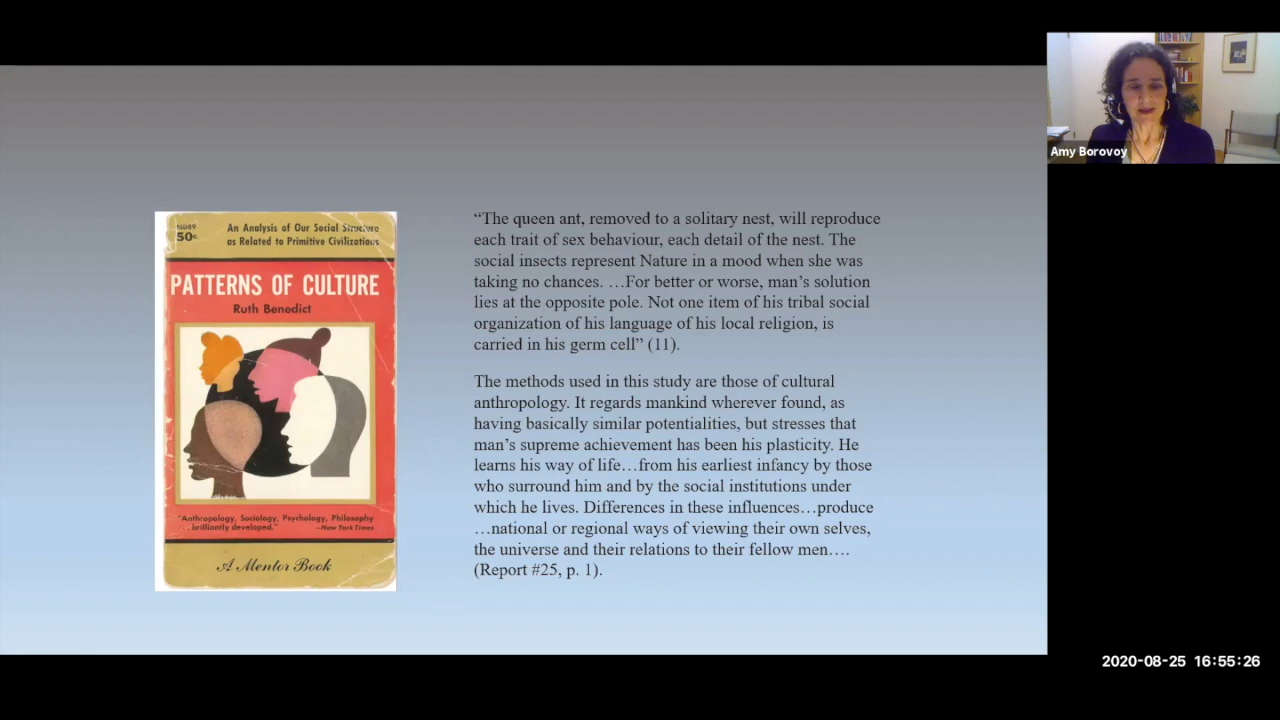 MD89
50¢
An Analysis of Our Social Structure
as Related to Primitive Civilizations
PATTERNS OF CULTURE
Ruth Benedict
"Anthropology, Sociology, Psychology, Philosophy
. . . brilliantly developed."
—New York Times
A Mentor Book
“The queen ant, removed to a solitary nest, will reproduce
each trait of sex behaviour, each detail of the nest. The
social insects represent Nature in a mood when she was
taking no chances. …For better or worse, man’s solution
lies at the opposite pole. Not one item of his tribal social
organization of his language of his local religion, is
carried in his germ cell” (11).
The methods used in this study are those of cultural
anthropology. It regards mankind wherever found, as
having basically similar potentialities, but stresses that
man’s supreme achievement has been his plasticity. He
learns his way of life…from his earliest infancy by those
who surround him and by the social institutions under
which he lives. Differences in these influences…produce
…national or regional ways of viewing their own selves,
the universe and their relations to their fellow men….
(Report #25, p. 1).
Amy Borovoy
2020-08-25 16:55:26